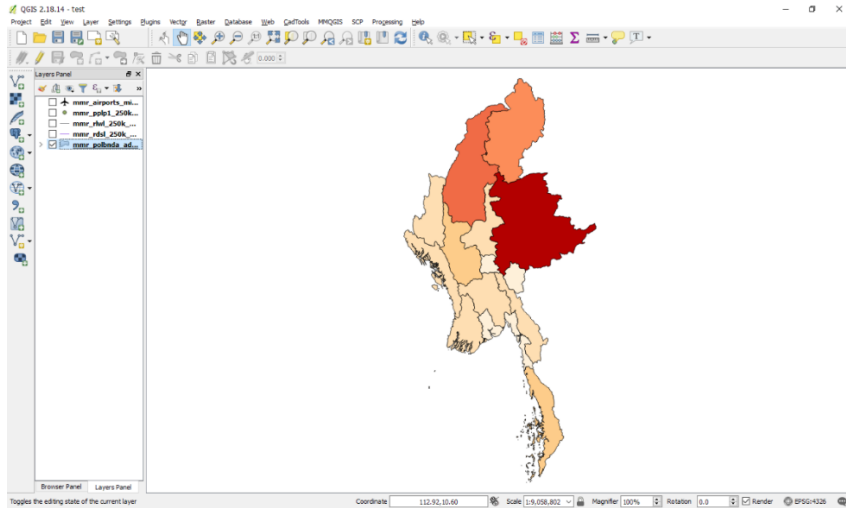 QGIS 2.18.14 - test
Project Edit View Layer Settings Plugins Vector Raster Database Web CadTools MMQGIS SCP Processing Help
0.000
Layers Panel
mmr_airports_mi...
mmr_pplp1_250k...
mmr_rlwl_250k_...
mmr_rdsl_250k_...
mmr_polbnda_ad...
Browser Panel Layers Panel
Toggles the editing state of the current layer Coordinate 112.92,10.60 Scale 1:9,058,802 Magnifier 100% Rotation 0.0 Render EPSG:4326